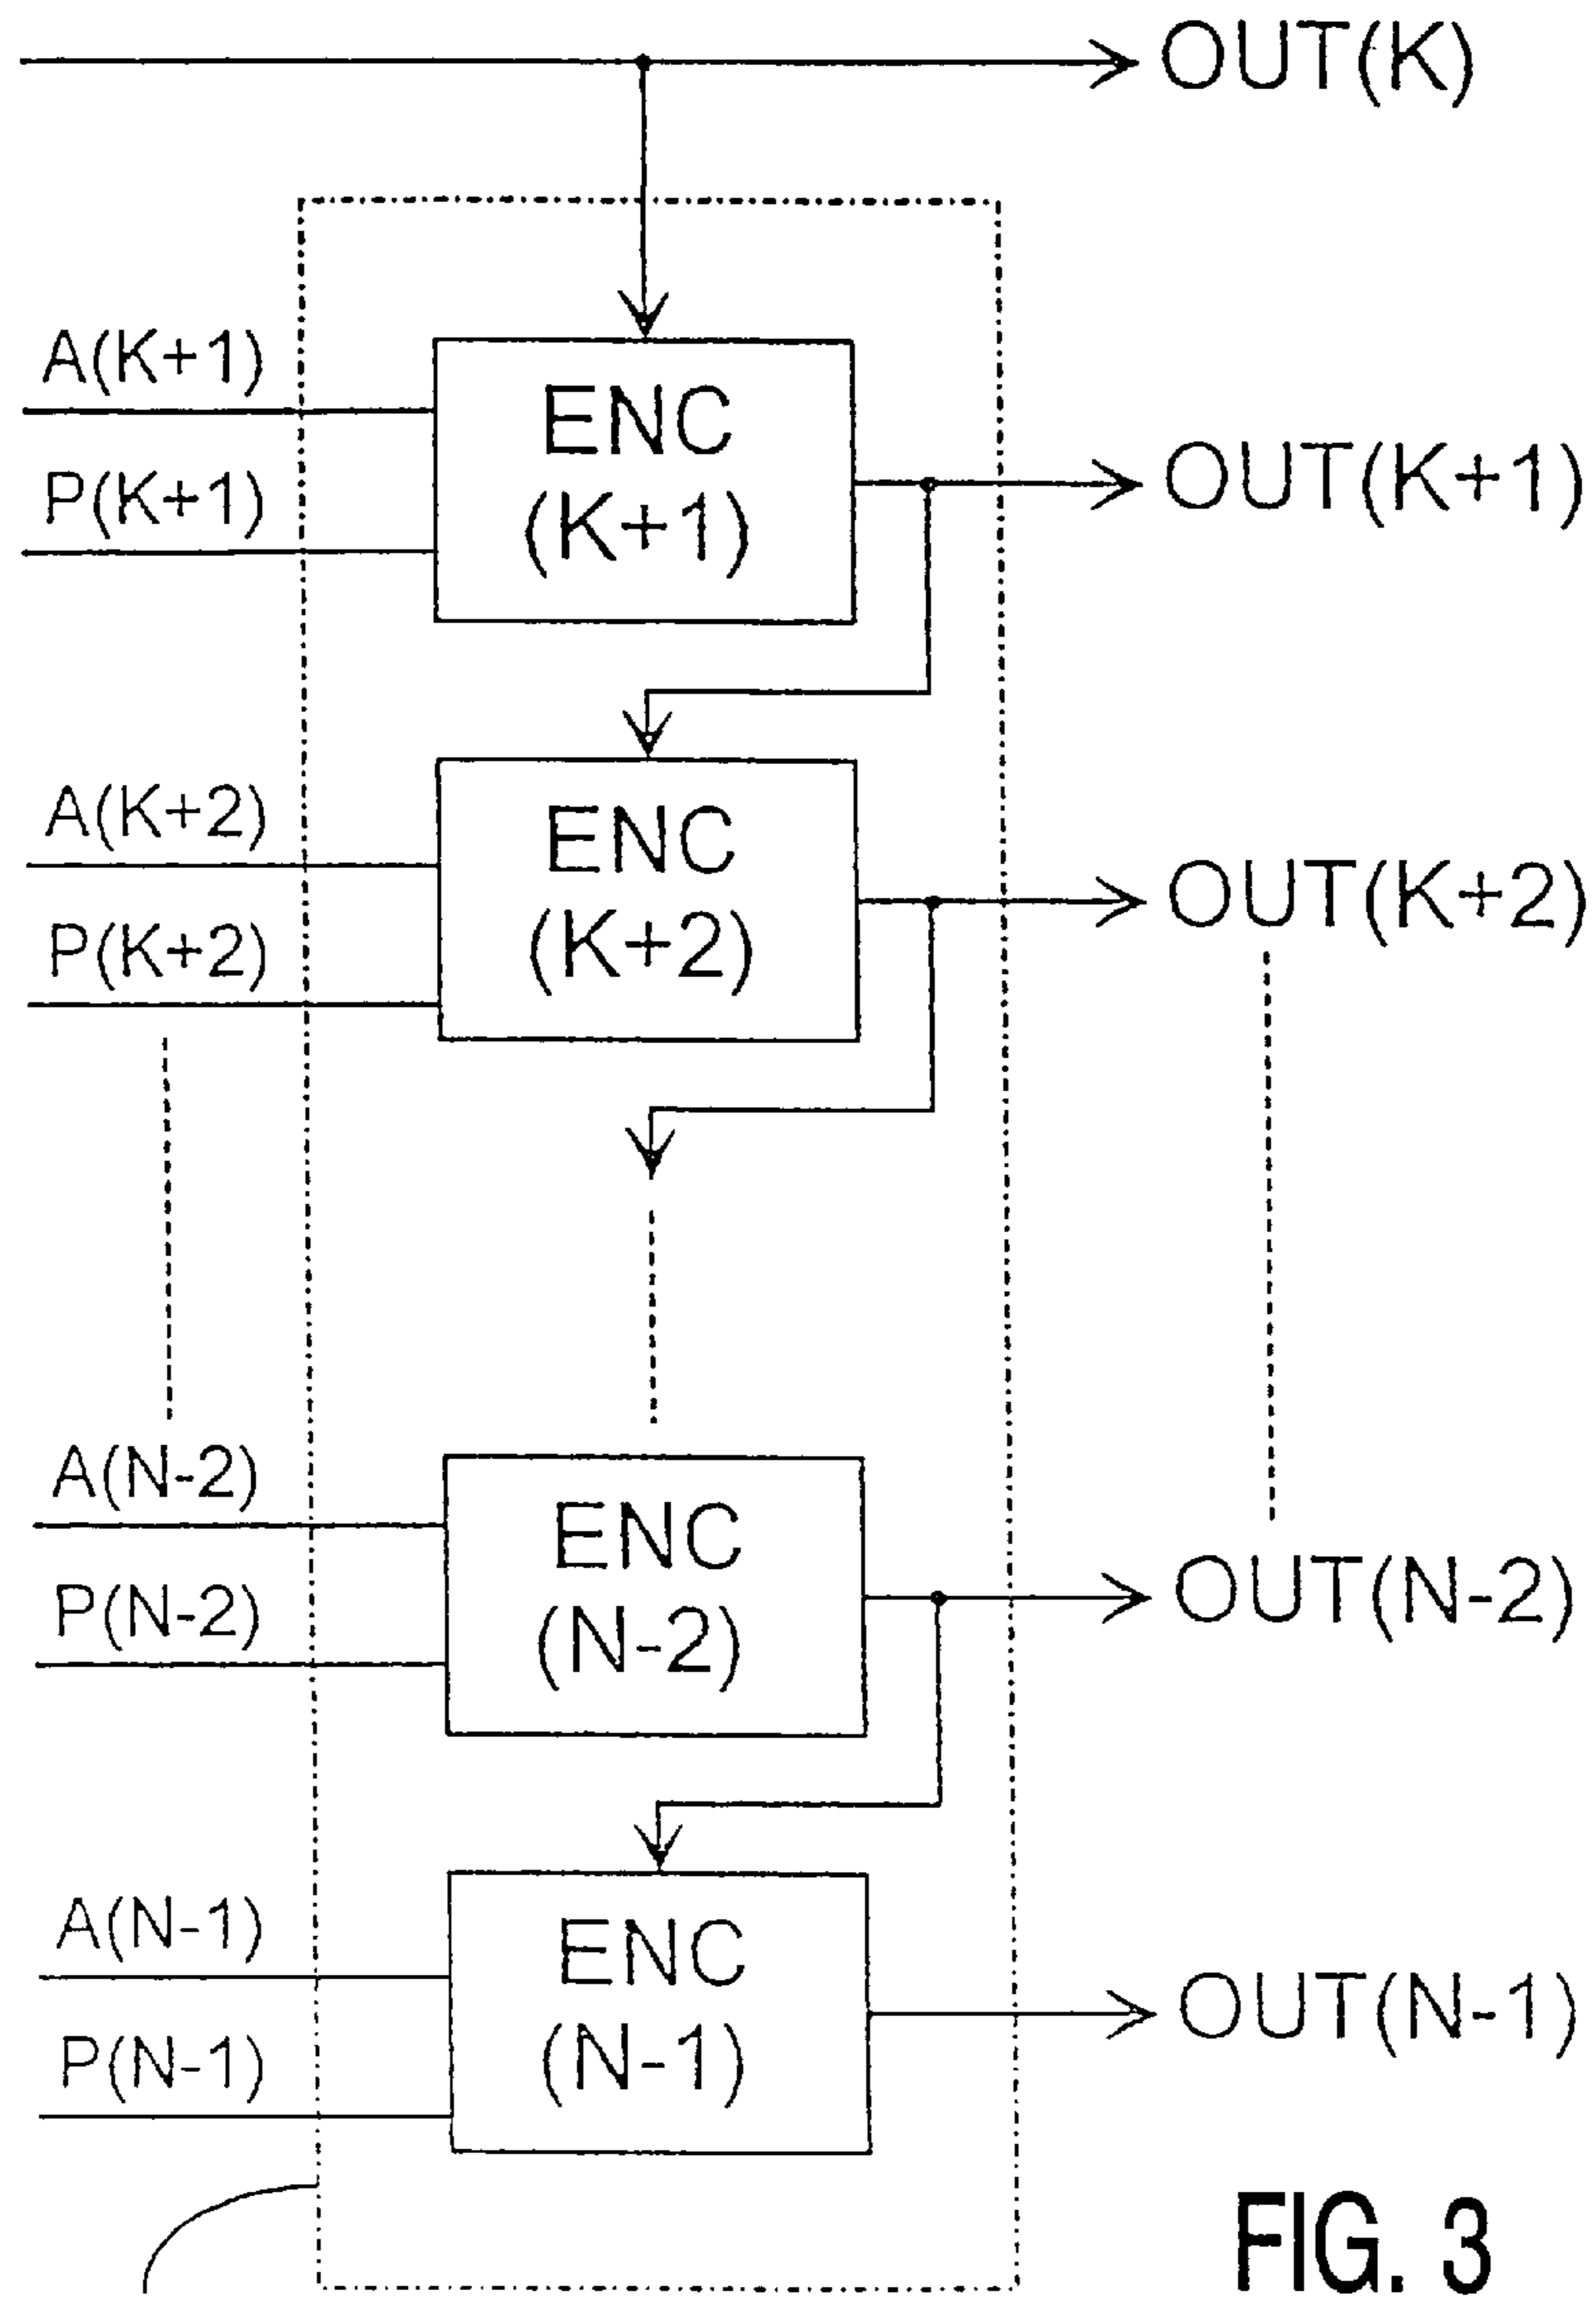 OUT(K)
A(K+1)
P(K+1)
ENC
(K+1)
OUT(K+1)
A(K+2)
P(K+2)
ENC
(K+2)
OUT(K+2)
A(N-2)
P(N-2)
ENC
(N-2)
OUT(N-2)
A(N-1)
P(N-1)
ENC
(N-1)
OUT(N-1)
FIG. 3